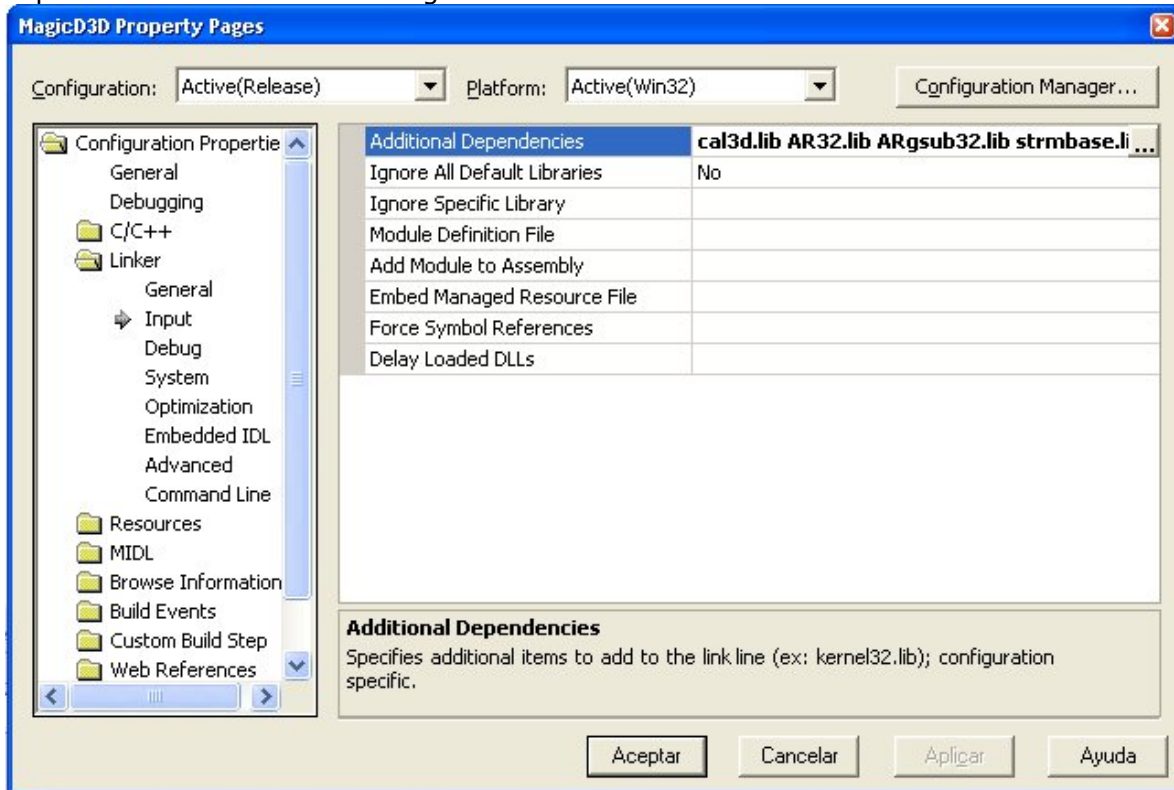 MagicD3D Property Pages
Configuration: Active(Release) Platform: Active(Win32) Configuration Manager...
Configuration Propertie
General
Debugging
C/C++
Linker
General
Input
Debug
System
Optimization
Embedded IDL
Advanced
Command Line
Resources
MIDL
Browse Information
Build Events
Custom Build Step
Web References
Additional Dependencies cal3d.lib AR32.lib ARgsub32.lib strmbase.li ...
Ignore All Default Libraries No
Ignore Specific Library
Module Definition File
Add Module to Assembly
Embed Managed Resource File
Force Symbol References
Delay Loaded DLLs
Additional Dependencies
Specifies additional items to add to the link line (ex: kernel32.lib); configuration
specific.
Aceptar Cancelar Aplicar Ayuda